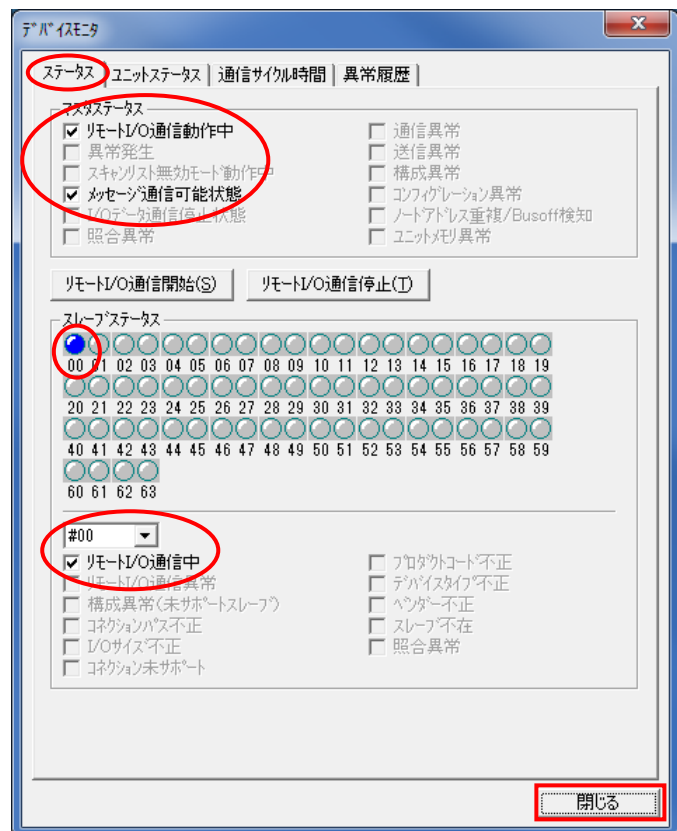 デバイスモニタ
ステータス ユニットステータス 通信サイクル時間 異常履歴
マスタステータス
リモートI/O通信動作中 通信異常
異常発生 送信異常
スキャンリスト無効モード動作中 構成異常
メッセージ通信可能状態 コンフィグレーション異常
I/Oデータ通信停止状態 ノードアドレス重複/Busoff検知
照合異常 ユニットメモリ異常
リモートI/O通信開始(S) リモートI/O通信停止(T)
スレーブステータス
00 01 02 03 04 05 06 07 08 09 10 11 12 13 14 15 16 17 18 19
20 21 22 23 24 25 26 27 28 29 30 31 32 33 34 35 36 37 38 39
40 41 42 43 44 45 46 47 48 49 50 51 52 53 54 55 56 57 58 59
60 61 62 63
#00
リモートI/O通信中 プロダクトコード不正
リモートI/O通信異常 デバイスタイプ不正
構成異常(未サポートスレーブ) ベンダー不正
コネクションパス不正 スレーブ不在
I/Oサイズ不正 照合異常
コネクション未サポート
閉じる